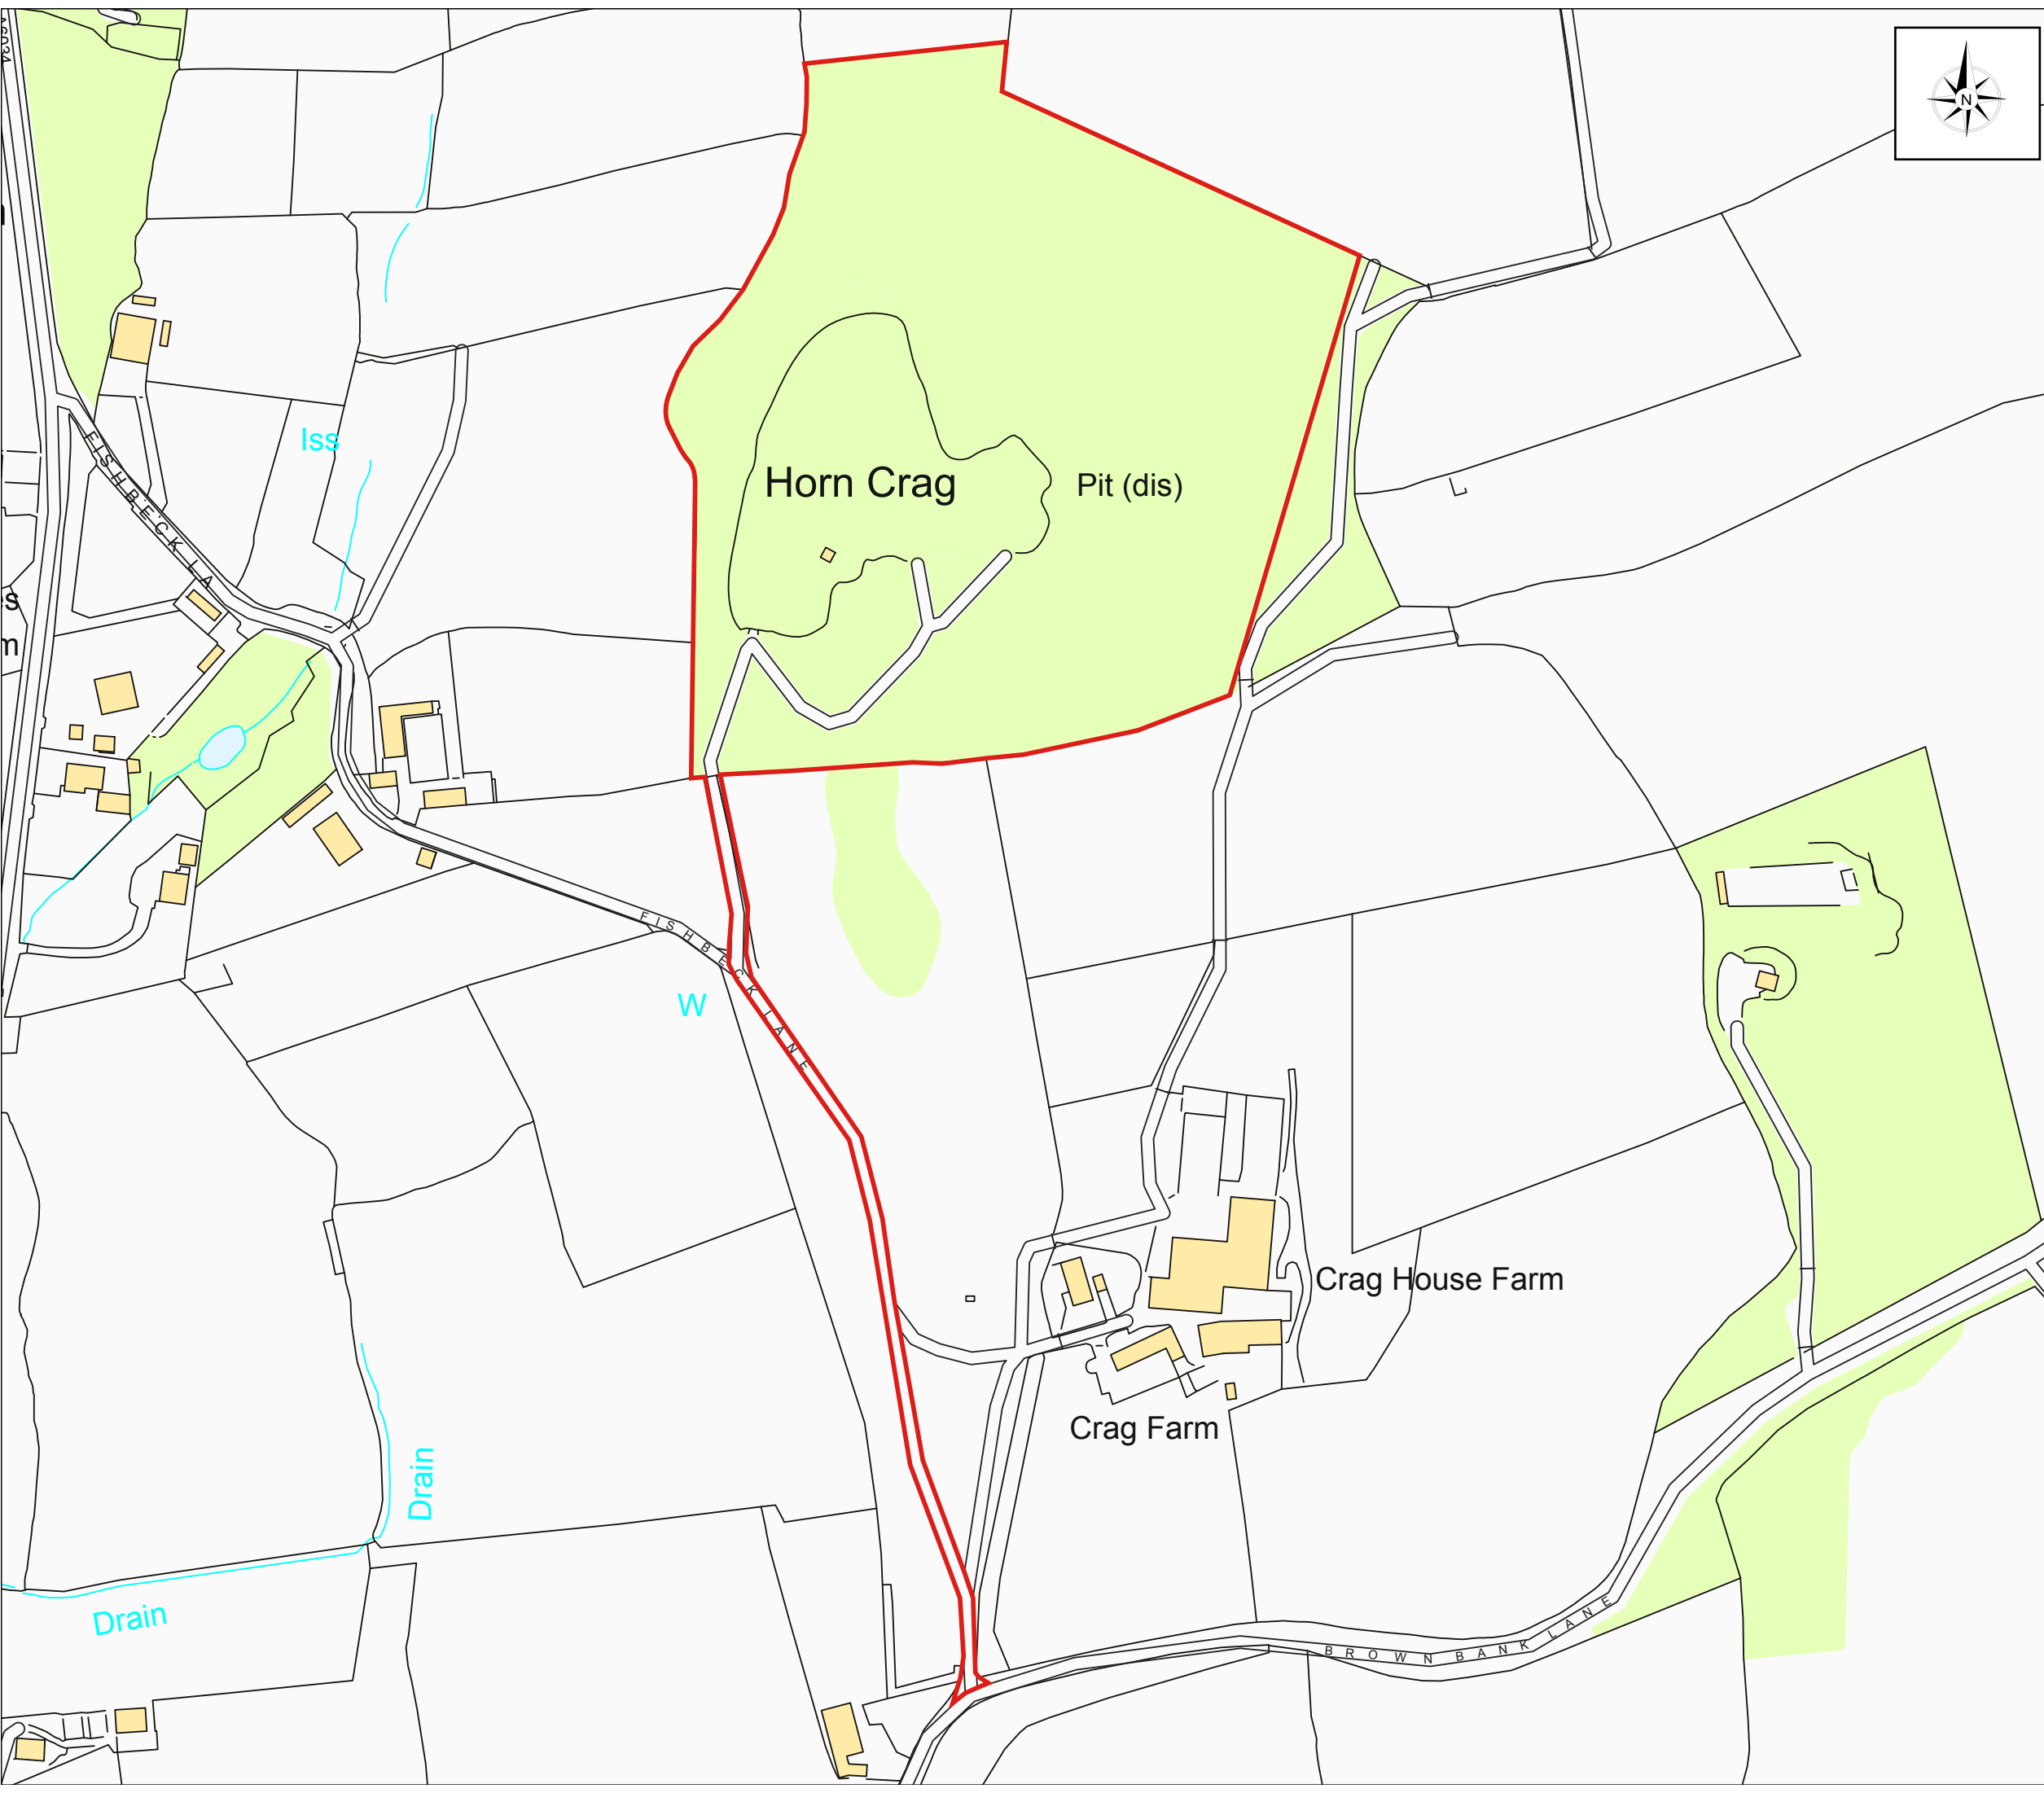 A6034
N
FISHBECK LA
Iss
Horn Crag
Pit (dis)
FISHBECK LANE
W
Crag House Farm
Crag Farm
Drain
Drain
BROWN BANK LANE